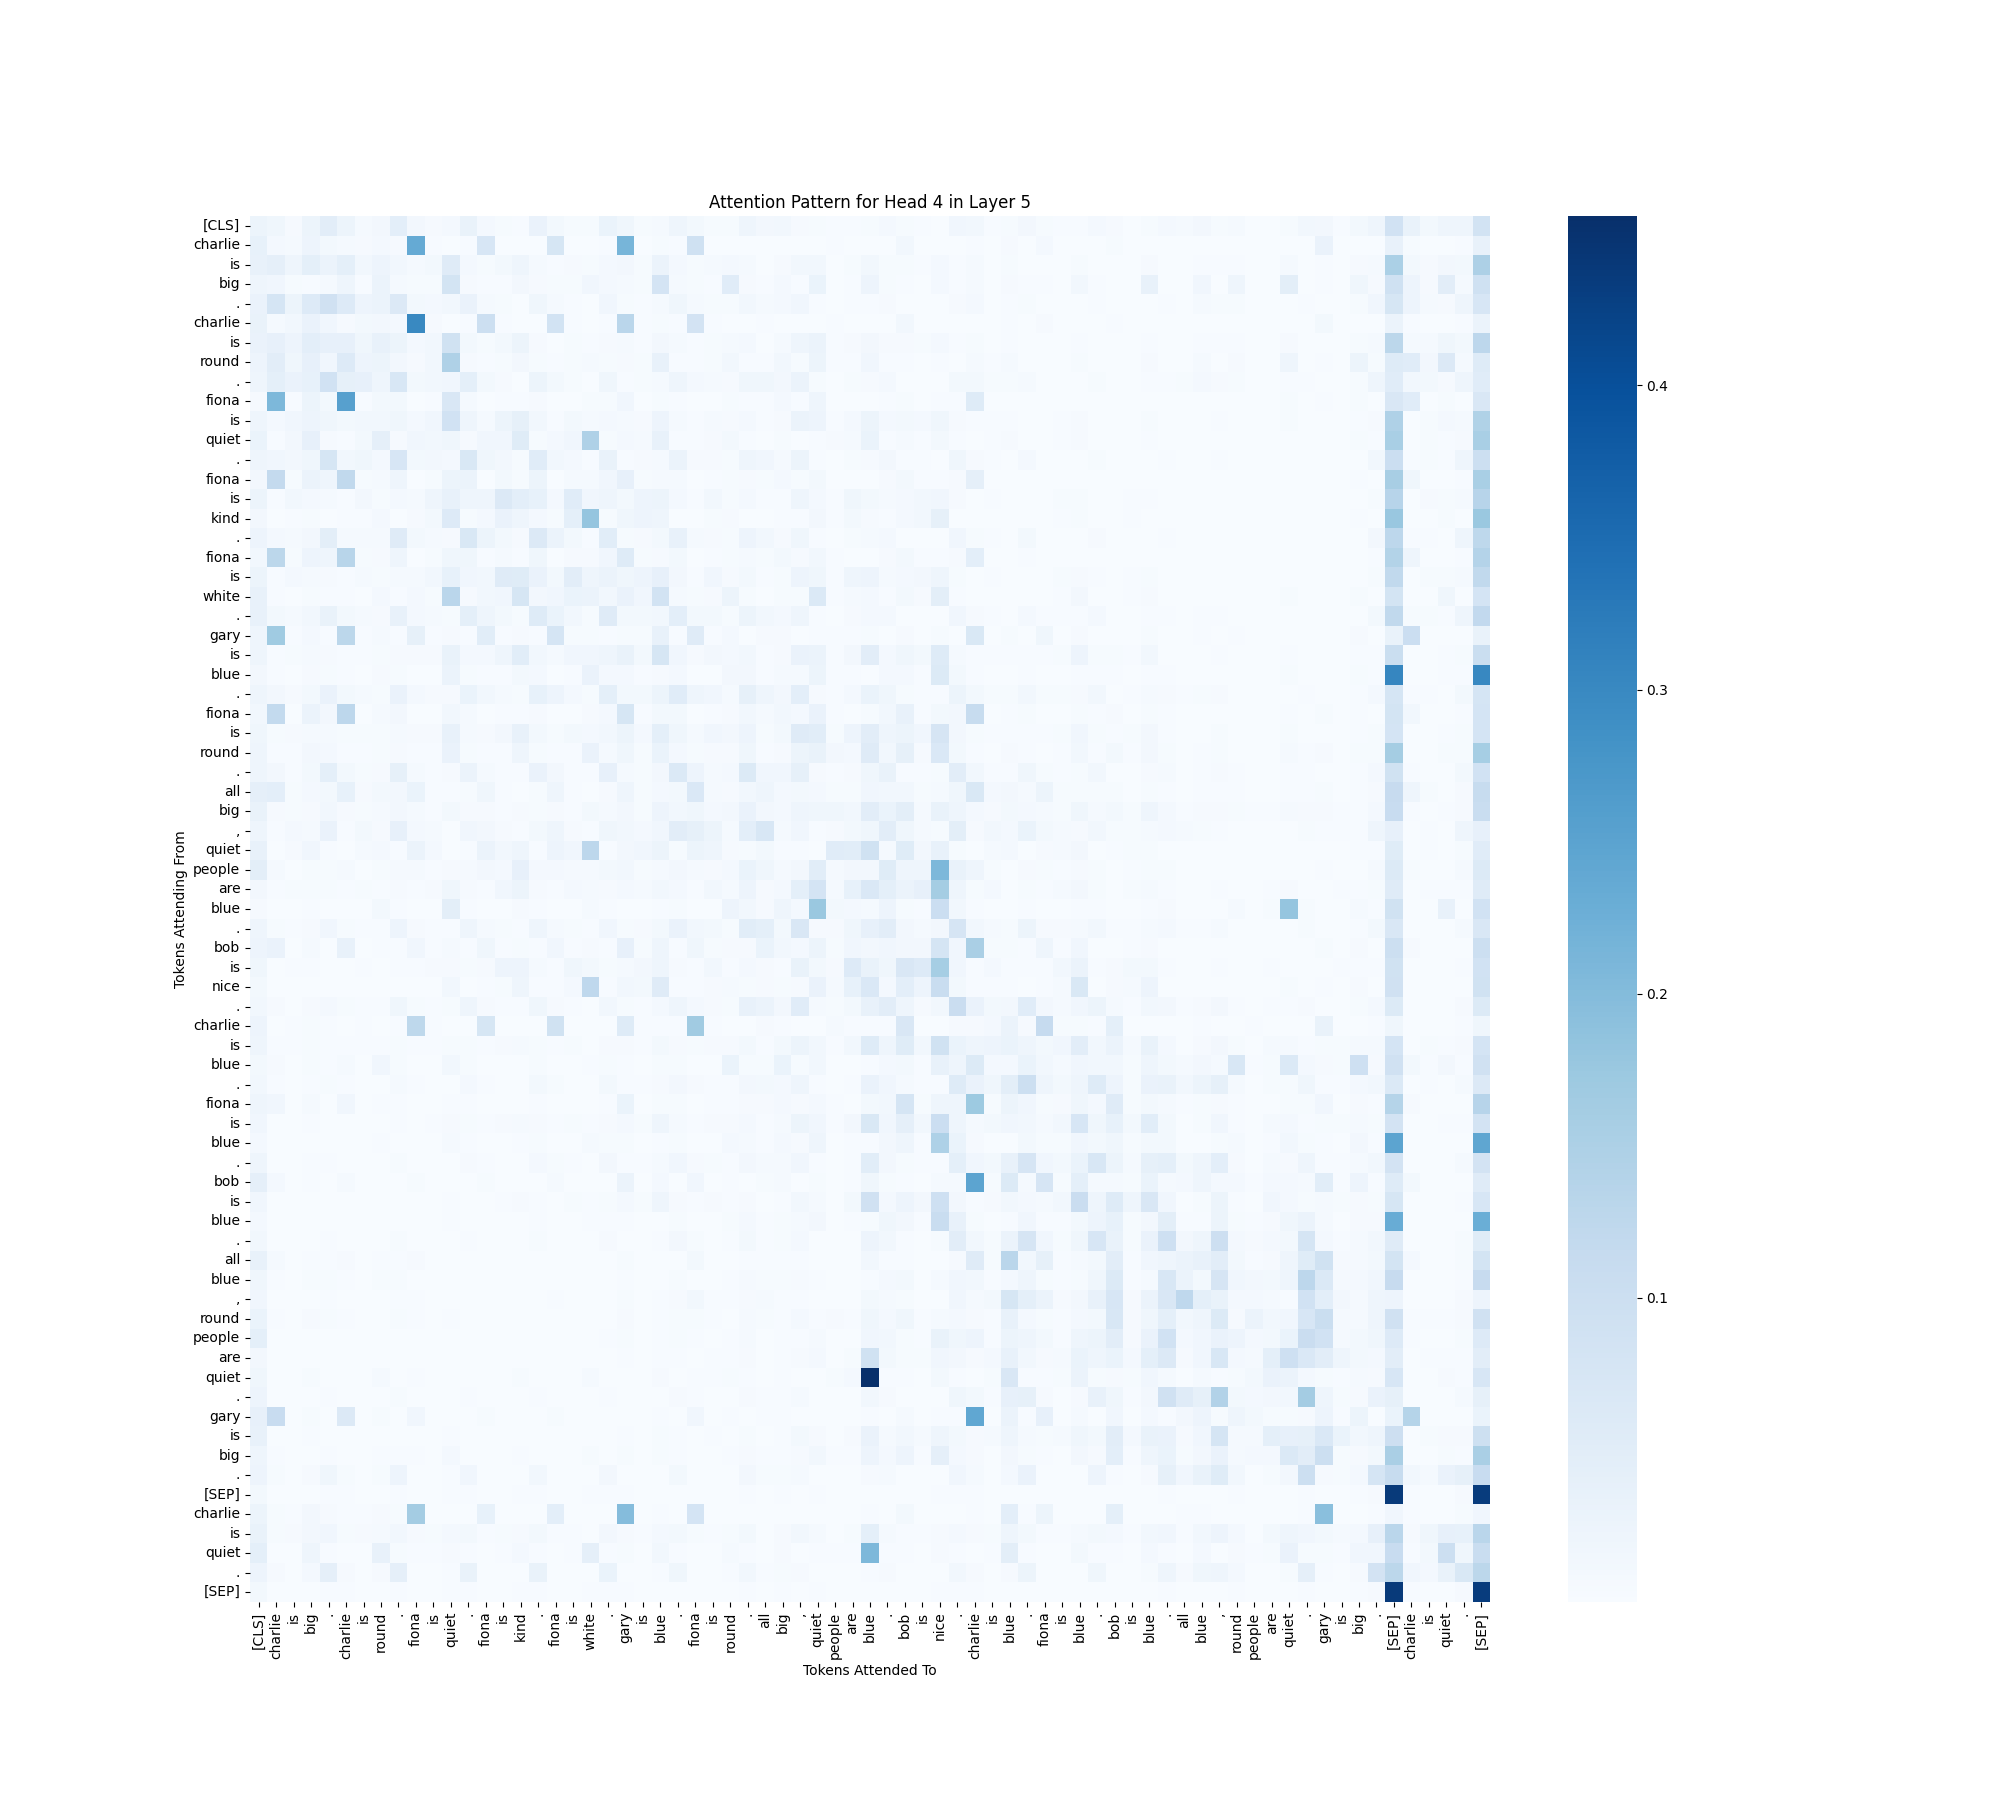 Attention Pattern for Head 4 in Layer 5
[CLS]
charlie
is
big
.
charlie
is
round
.
fiona
is
quiet
.
fiona
is
kind
.
fiona
is
white
.
gary
is
blue
.
fiona
is
round
.
all
big
,
quiet
people
are
blue
.
bob
is
nice
.
charlie
is
blue
.
fiona
is
blue
.
bob
is
blue
.
all
blue
,
round
people
are
quiet
.
gary
is
big
.
[SEP]
charlie
is
quiet
.
[SEP]
Tokens Attending From
[CLS]
charlie
is
big
.
charlie
is
round
.
fiona
is
quiet
.
fiona
is
kind
.
fiona
is
white
.
gary
is
blue
.
fiona
is
round
.
all
big
,
quiet
people
are
blue
.
bob
is
nice
.
charlie
is
blue
.
fiona
is
blue
.
bob
is
blue
.
all
blue
,
round
people
are
quiet
.
gary
is
big
.
[SEP]
charlie
is
quiet
.
[SEP]
Tokens Attended To
0.4
0.3
0.2
0.1